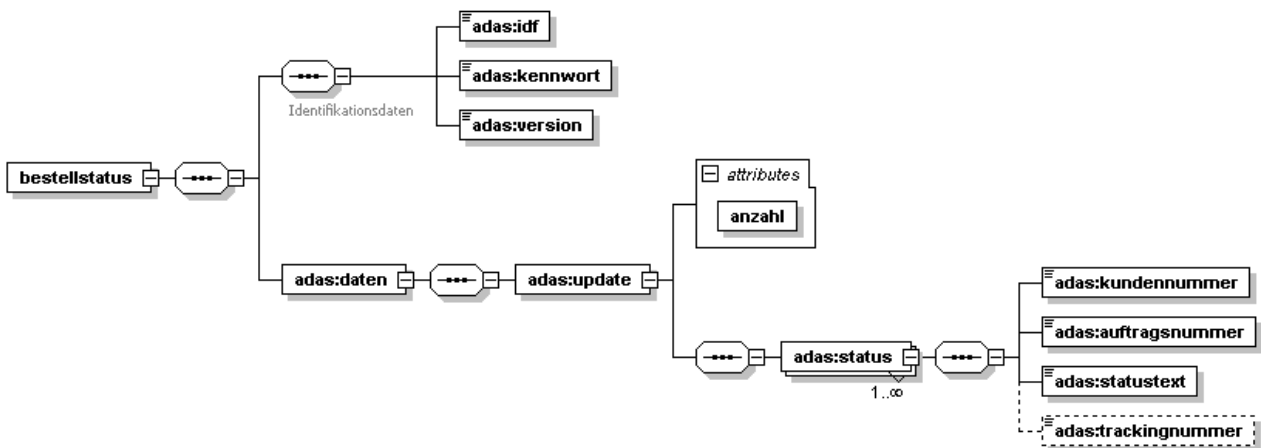 adas:idf
adas:kennwort
Identifikationsdaten
adas:version
bestellstatus
attributes
anzahl
adas:daten
adas:update
adas:kundennummer
adas:auftragsnummer
adas:status
adas:statustext
1..∞
adas:trackingnummer